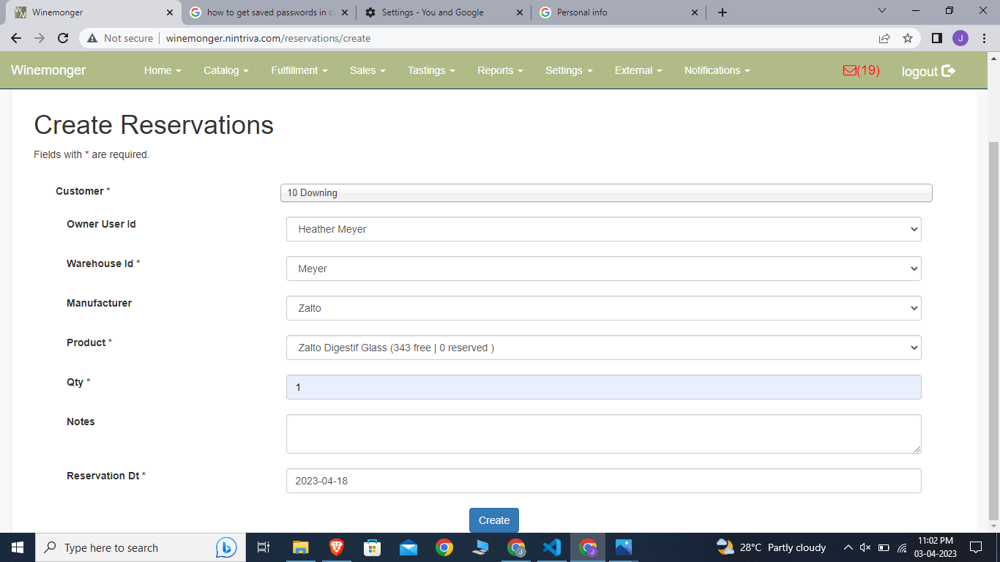 Winemonger
how to get saved passwords in c
Settings - You and Google
Personal info
Not secure
winemonger.nintriva.com/reservations/create
J
Winemonger
Home
Catalog
Fulfillment
Sales
Tastings
Reports
Settings
External
Notifications
(19)
logout
Create Reservations
Fields with * are required.
Customer *
10 Downing
Owner User Id
Heather Meyer
Warehouse Id *
Meyer
Manufacturer
Zalto
Product *
Zalto Digestif Glass (343 free | 0 reserved )
Qty *
1
Notes
Reservation Dt *
2023-04-18
Create
Type here to search
28°C Partly cloudy
11:02 PM
03-04-2023